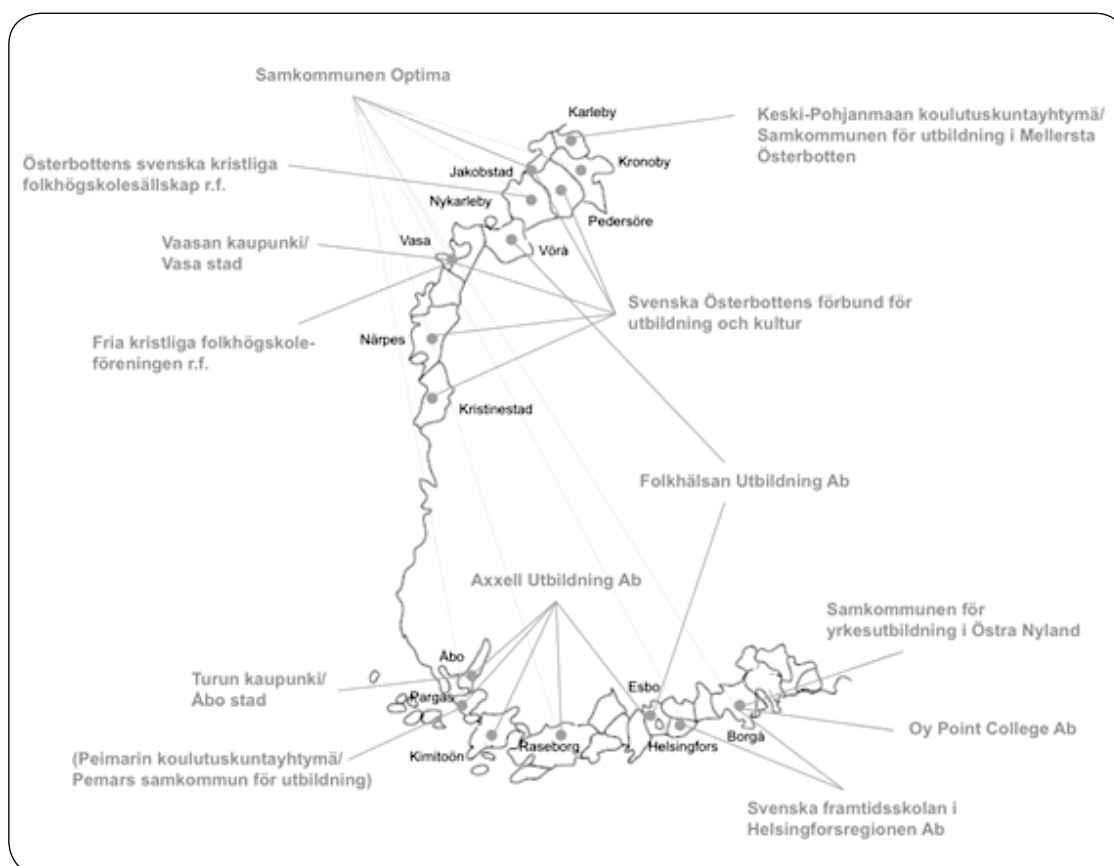 Samkommunen Optima
Karleby
Keski-Pohjanmaan koulutuskuntayhtymä/
Samkommunen för utbildning i Mellersta
Österbotten
Österbottens svenska kristliga
folkhögskolesällskap r.f.
Jakobstad
Kronoby
Nykarleby
Pedersöre
Vasa
Vörå
Vaasan kaupunki/
Vasa stad
Svenska Österbottens förbund för
utbildning och kultur
Fria kristliga folkhögskole-
föreningen r.f.
Närpes
Kristinestad
Folkhälsan Utbildning Ab
Axxell Utbildning Ab
Samkommunen för
yrkesutbildning i Östra Nyland
Åbo
Turun kaupunki/
Åbo stad
Pargas
Esbo
Kimitoön
Raseborg
Helsingfors
Borgå
Oy Point College Ab
(Peimarin koulutuskuntayhtymä/
Pemars samkommun för utbildning)
Svenska framtidsskolan i
Helsingforsregionen Ab